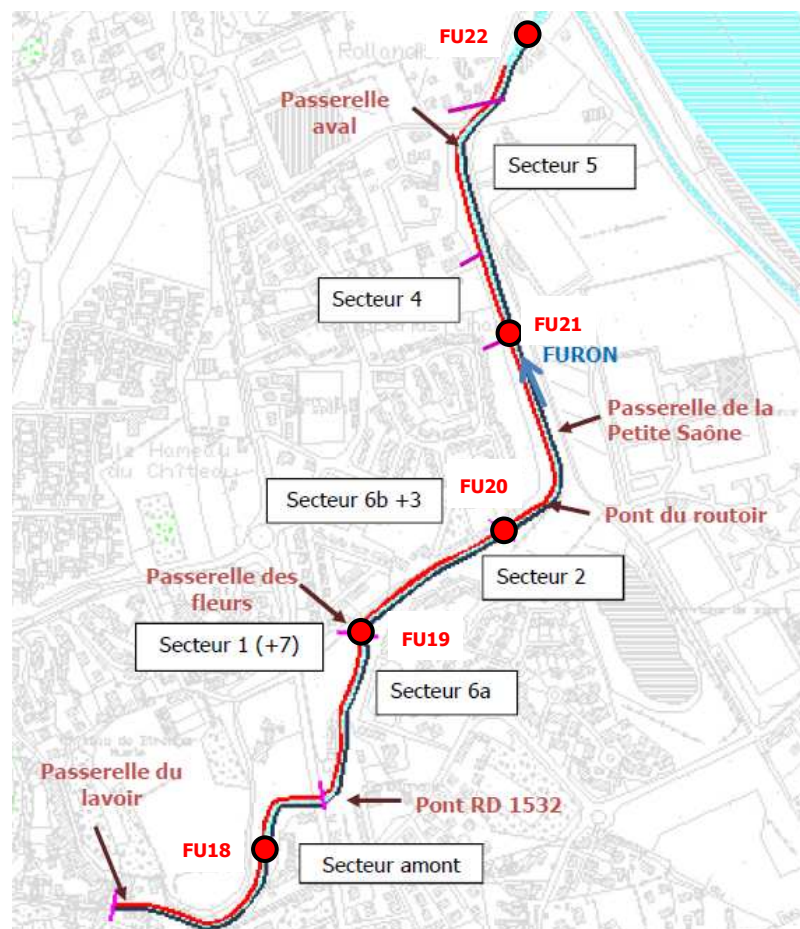 FU22
Passerelle
aval
Secteur 5
Secteur 4
FU21
FURON
Passerelle de la
Petite Saône
FU20
Secteur 6b +3
Pont du routoir
Secteur 2
Passerelle des
fleurs
Secteur 1 (+7)
FU19
Secteur 6a
Passerelle du
lavoir
Pont RD 1532
FU18
Secteur amont